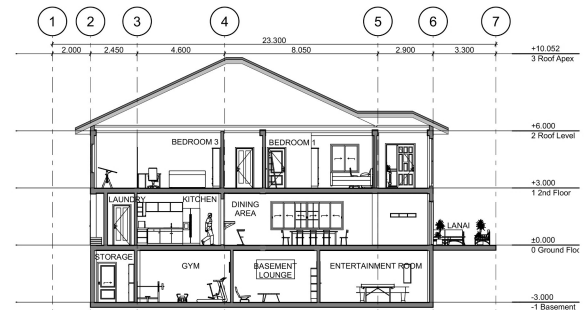 1 2 3 4 5 6 7
23.300
2.000 2.450 4.600 8.050 2.900 3.300
+10.052
3 Roof Apex
+6.000
2 Roof Level
BEDROOM 3 BEDROOM 1
+3.000
1 2nd Floor
LAUNDRY KITCHEN DINING
AREA
LANAI
±0.000
0 Ground Floo
STORAGE GYM BASEMENT
LOUNGE ENTERTAINMENT ROOM
-3.000
-1 Basement